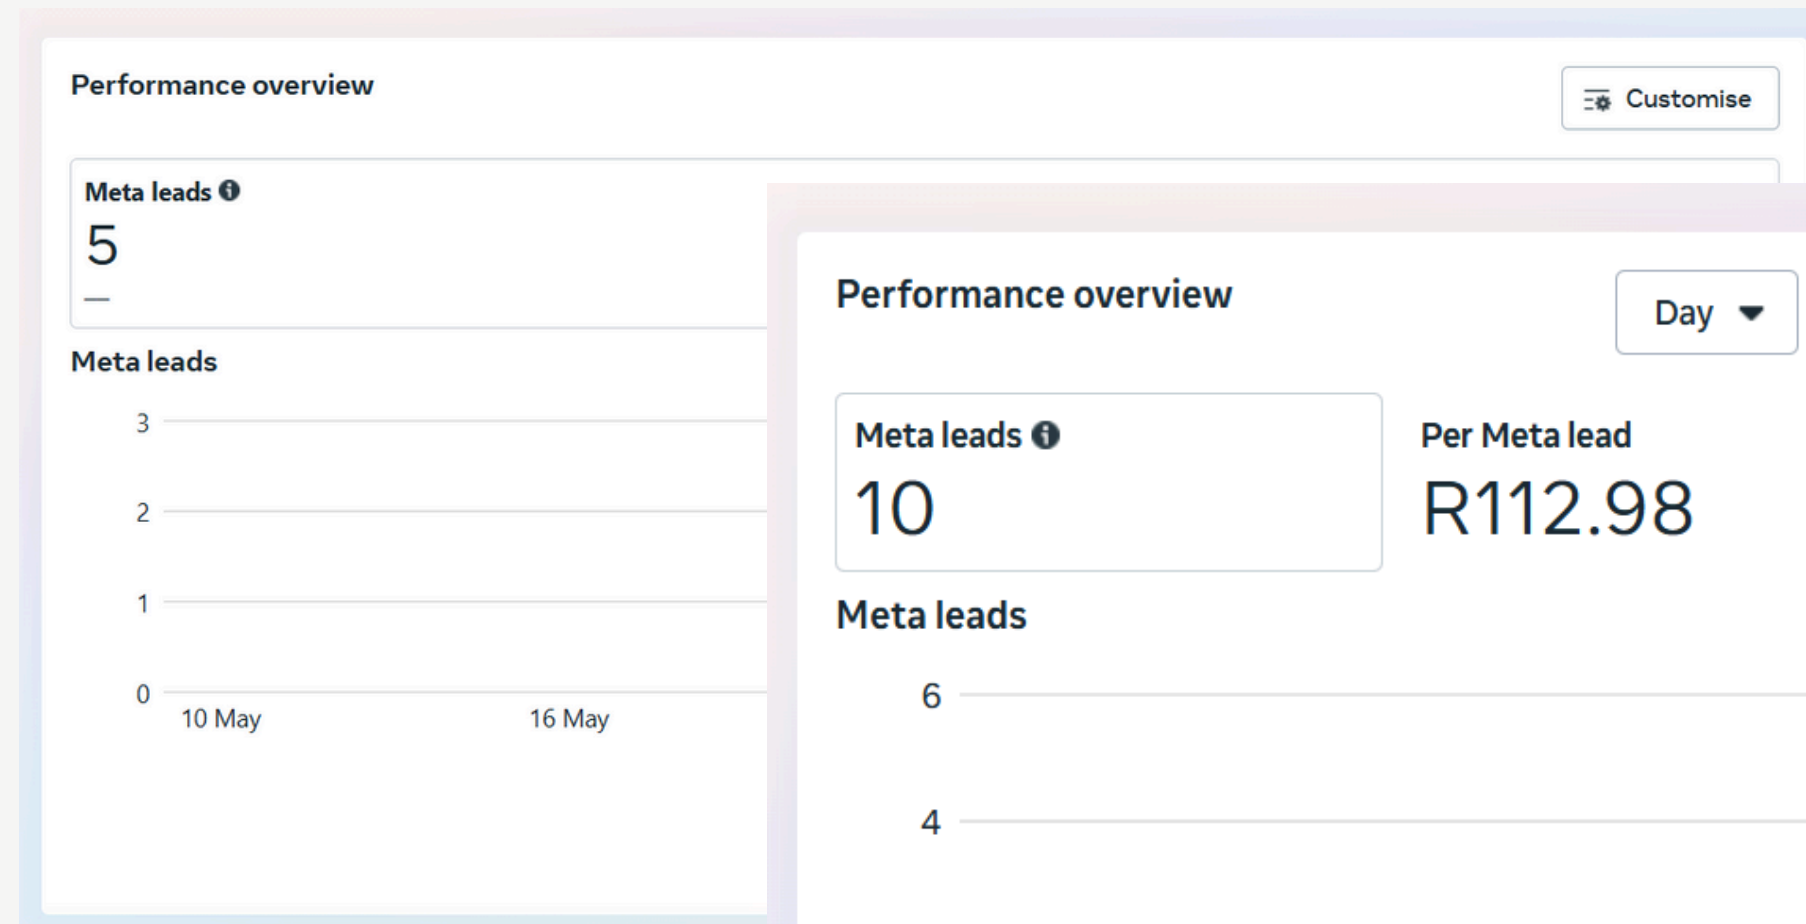 Performance overview
Customise
Meta leads
5
—
Meta leads
3
2
1
0
10 May
16 May
Performance overview
Day
Meta leads
10
Per Meta lead
R112.98
Meta leads
6
4